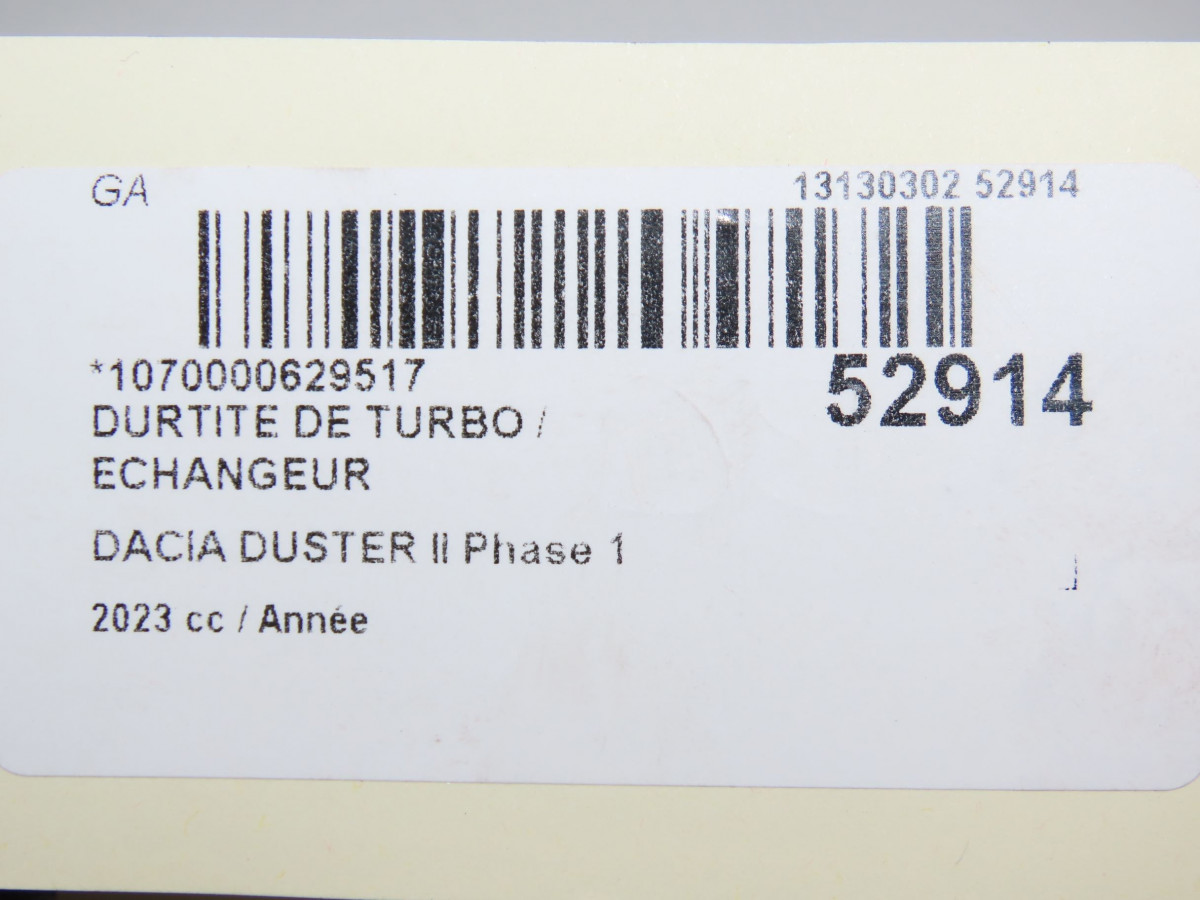 GA
13130302 52914
*1070000629517
52914
DURTITE DE TURBO /
ECHANGEUR
DACIA DUSTER II Phase 1
2023 cc / Année